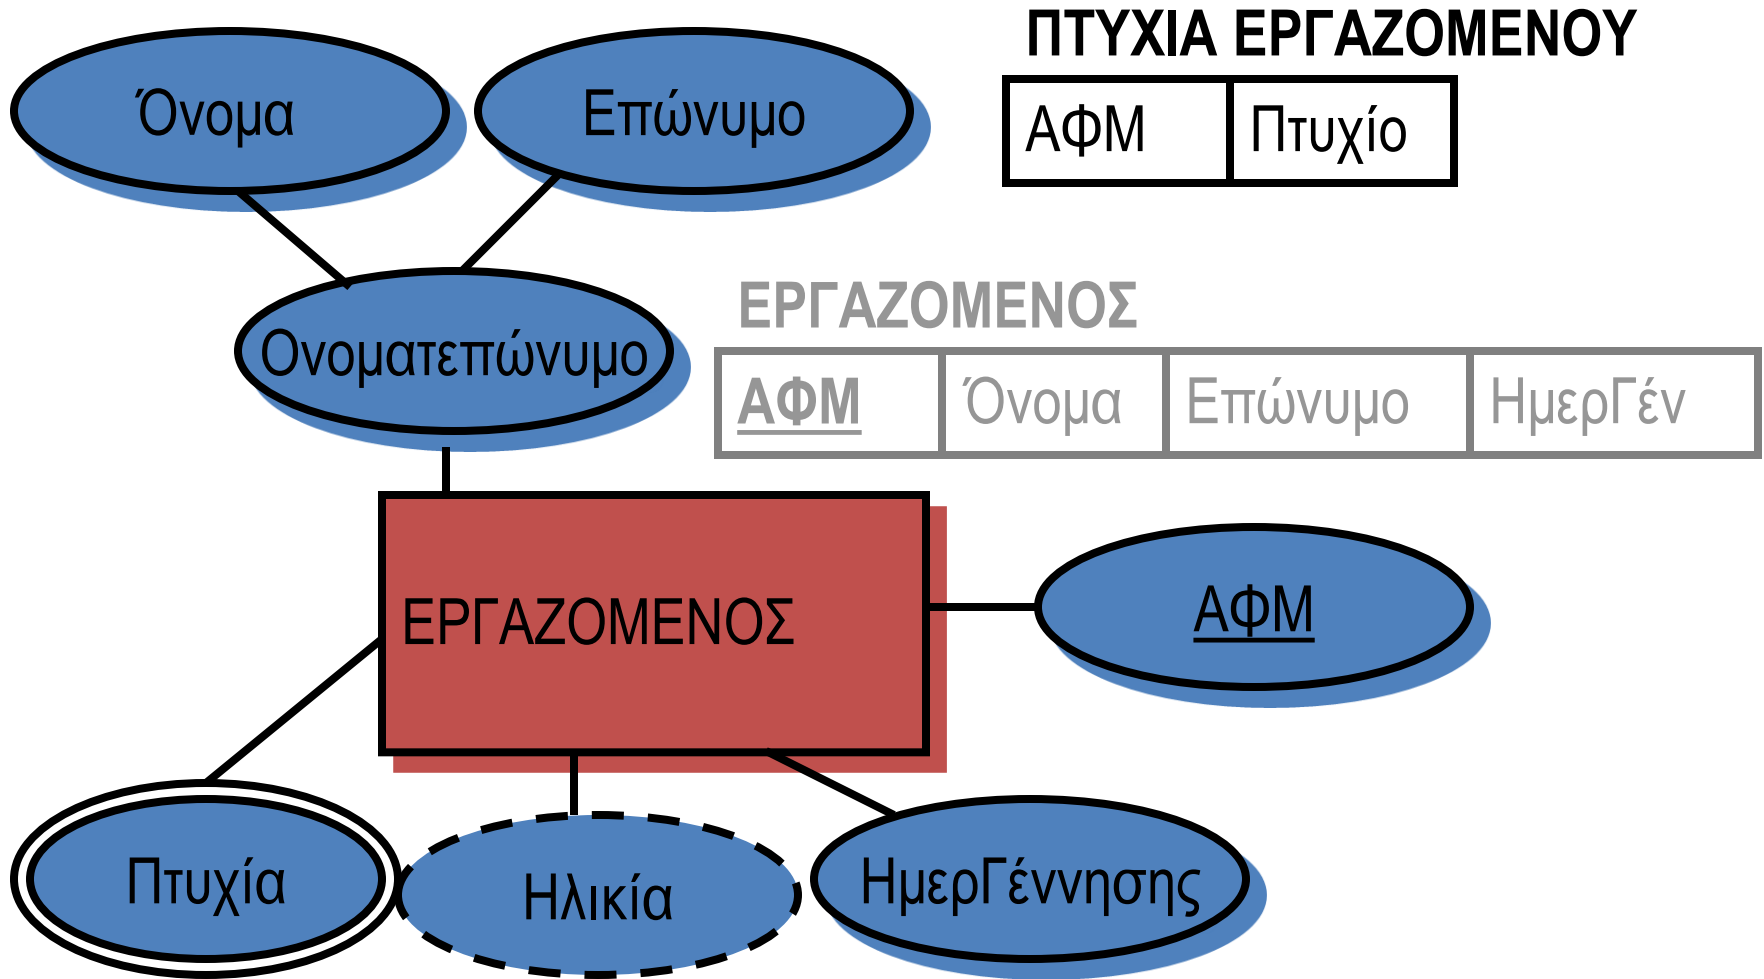 ΠΤΥΧΙΑ ΕΡΓΑΖΟΜΕΝΟΥ
Όνομα
Επώνυμο
ΑΦΜ
Πτυχίο
Ονοματεπώνυμο
ΕΡΓΑΖΟΜΕΝΟΣ
ΑΦΜ
Όνομα
Επώνυμο
ΗμερΓέν
ΕΡΓΑΖΟΜΕΝΟΣ
ΑΦΜ
Πτυχία
Ηλικία
ΗμερΓέννησης